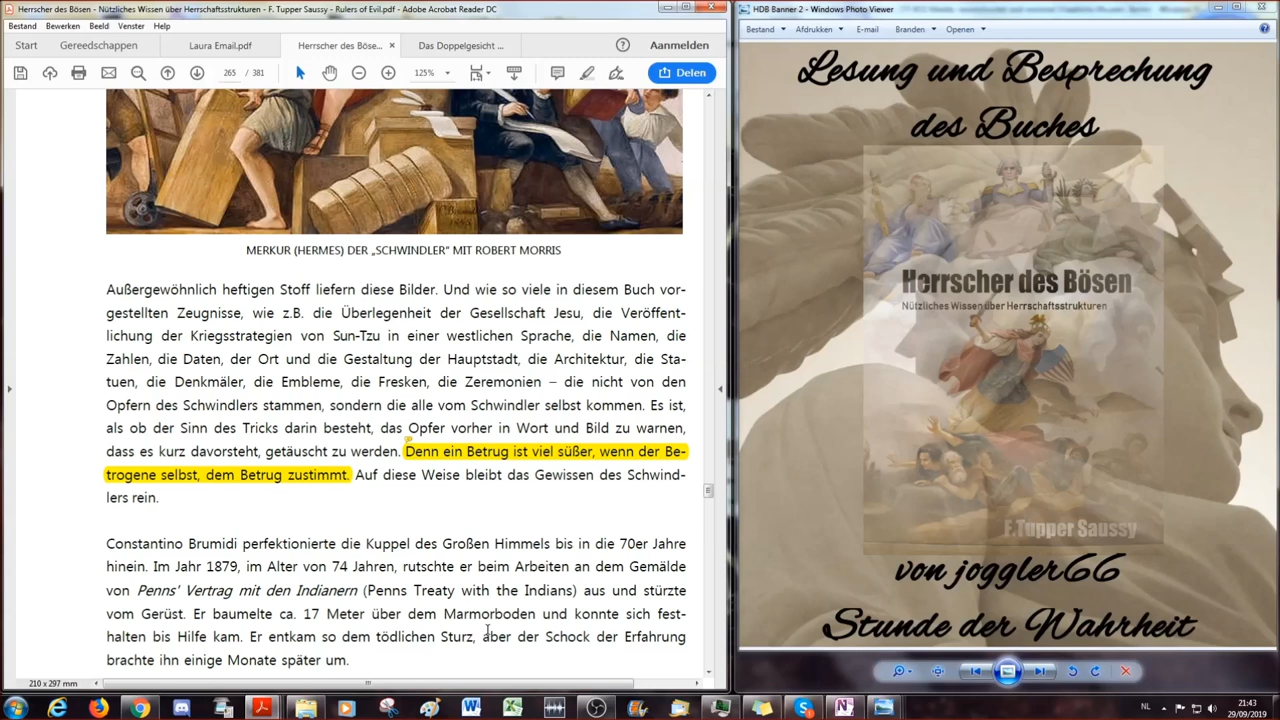 Herrscher des Bösen - Nützliches Wissen über Herrschaftsstrukturen - F. Tupper Saussy - Rulers of Evil.pdf - Adobe Acrobat Reader DC
Bestand Bewerken Beeld Venster Help
Start Gereedschap Laura Email.pdf Herrscher des Böse... × Das Doppelgesicht ... Aanmelden
265 / 381 125% Delen
MERKUR (HERMES) DER „SCHWINDLER" MIT ROBERT MORRIS
Außergewöhnlich heftigen Stoff liefern diese Bilder. Und wie so viele in diesem Buch vor-
gestellten Zeugnisse, wie z.B. die Überlegenheit der Gesellschaft Jesu, die Veröffent-
lichung der Kriegsstrategien von Sun-Tzu in einer westlichen Sprache, die Namen, die
Zahlen, die Daten, der Ort und die Gestaltung der Hauptstadt, die Architektur, die Sta-
tuen, die Denkmäler, die Embleme, die Fresken, die Zeremonien – die nicht von den
Opfern des Schwindlers stammen, sondern die alle vom Schwindler selbst kommen. Es ist,
als ob der Sinn des Tricks darin besteht, das Opfer vorher in Wort und Bild zu warnen,
dass es kurz davorsteht, getäuscht zu werden. Denn ein Betrug ist viel süßer, wenn der Be-
trogene selbst, dem Betrug zustimmt. Auf diese Weise bleibt das Gewissen des Schwind-
lers rein.
Constantino Brumidi perfektionierte die Kuppel des Großen Himmels bis in die 70er Jahre
hinein. Im Jahr 1879, im Alter von 74 Jahren, rutschte er beim Arbeiten an dem Gemälde
von Penns' Vertrag mit den Indianern (Penns Treaty with the Indians) aus und stürzte
vom Gerüst. Er baumelte ca. 17 Meter über dem Marmorboden und konnte sich fest-
halten bis Hilfe kam. Er entkam so dem tödlichen Sturz, aber der Schock der Erfahrung
brachte ihn einige Monate später um.
210 x 297 mm
HDB Banner 2 - Windows Photo Viewer
Bestand Afdrukken E-mail Branden Openen
Lesung und Besprechung
des Buches
Herrscher des Bösen
Nützliches Wissen über Herrschaftsstrukturen
F.Tupper Saussy
von joggler66
Stunde der Wahrheit
NL 21:43
29/09/2019